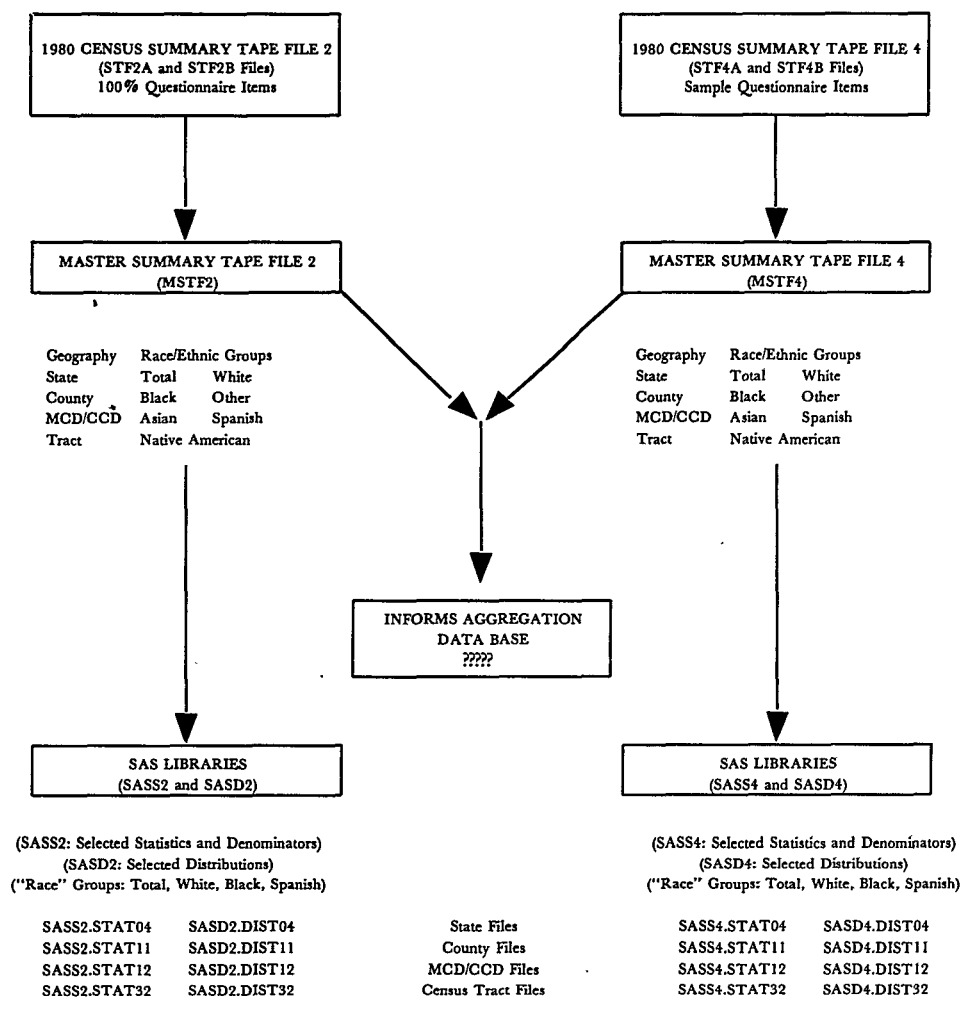 1980 CENSUS SUMMARY TAPE FILE 2
(STF2A and STF2B Files)
100% Questionnaire Items
1980 CENSUS SUMMARY TAPE FILE 4
(STF4A and STF4B Files)
Sample Questionnaire Items
MASTER SUMMARY TAPE FILE 2
(MSTF2)
MASTER SUMMARY TAPE FILE 4
(MSTF4)
Geography Race/Ethnic Groups
State Total White
County Black Other
MCD/CCD Asian Spanish
Tract Native American
Geography Race/Ethnic Groups
State Total White
County Black Other
MCD/CCD Asian Spanish
Tract Native American
INFORMS AGGREGATION
DATA BASE
?????
SAS LIBRARIES
(SASS2 and SASD2)
SAS LIBRARIES
(SASS4 and SASD4)
(SASS2: Selected Statistics and Denominators)
(SASD2: Selected Distributions)
("Race" Groups: Total, White, Black, Spanish)
(SASS4: Selected Statistics and Denominators)
(SASD4: Selected Distributions)
("Race" Groups: Total, White, Black, Spanish)
SASS2.STAT04 SASD2.DIST04 State Files SASS4.STAT04 SASD4.DIST04
SASS2.STAT11 SASD2.DIST11 County Files SASS4.STAT11 SASD4.DIST11
SASS2.STAT12 SASD2.DIST12 MCD/CCD Files SASS4.STAT12 SASD4.DIST12
SASS2.STAT32 SASD2.DIST32 Census Tract Files SASS4.STAT32 SASD4.DIST32